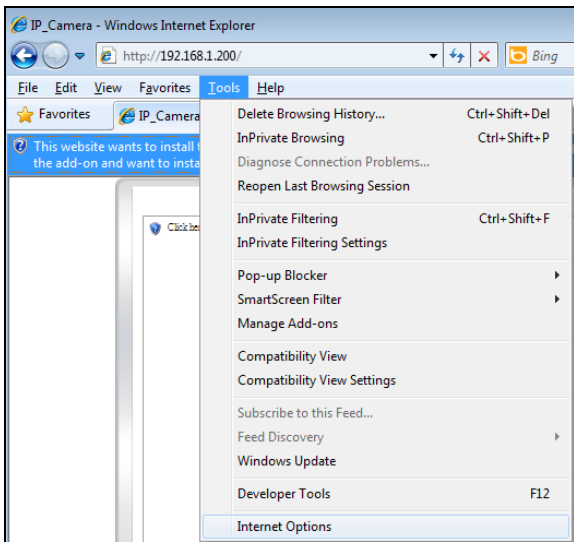 IP_Camera - Windows Internet Explorer
http://192.168.1.200/ Bing
File Edit View Favorites Tools Help
Favorites IP_Camera
Delete Browsing History... Ctrl+Shift+Del
This website wants to install
InPrivate Browsing Ctrl+Shift+P
the add-on and want to insta
Diagnose Connection Problems...
Reopen Last Browsing Session
InPrivate Filtering Ctrl+Shift+F
Click he
InPrivate Filtering Settings
Pop-up Blocker
SmartScreen Filter
Manage Add-ons
Compatibility View
Compatibility View Settings
Subscribe to this Feed...
Feed Discovery
Windows Update
Developer Tools F12
Internet Options